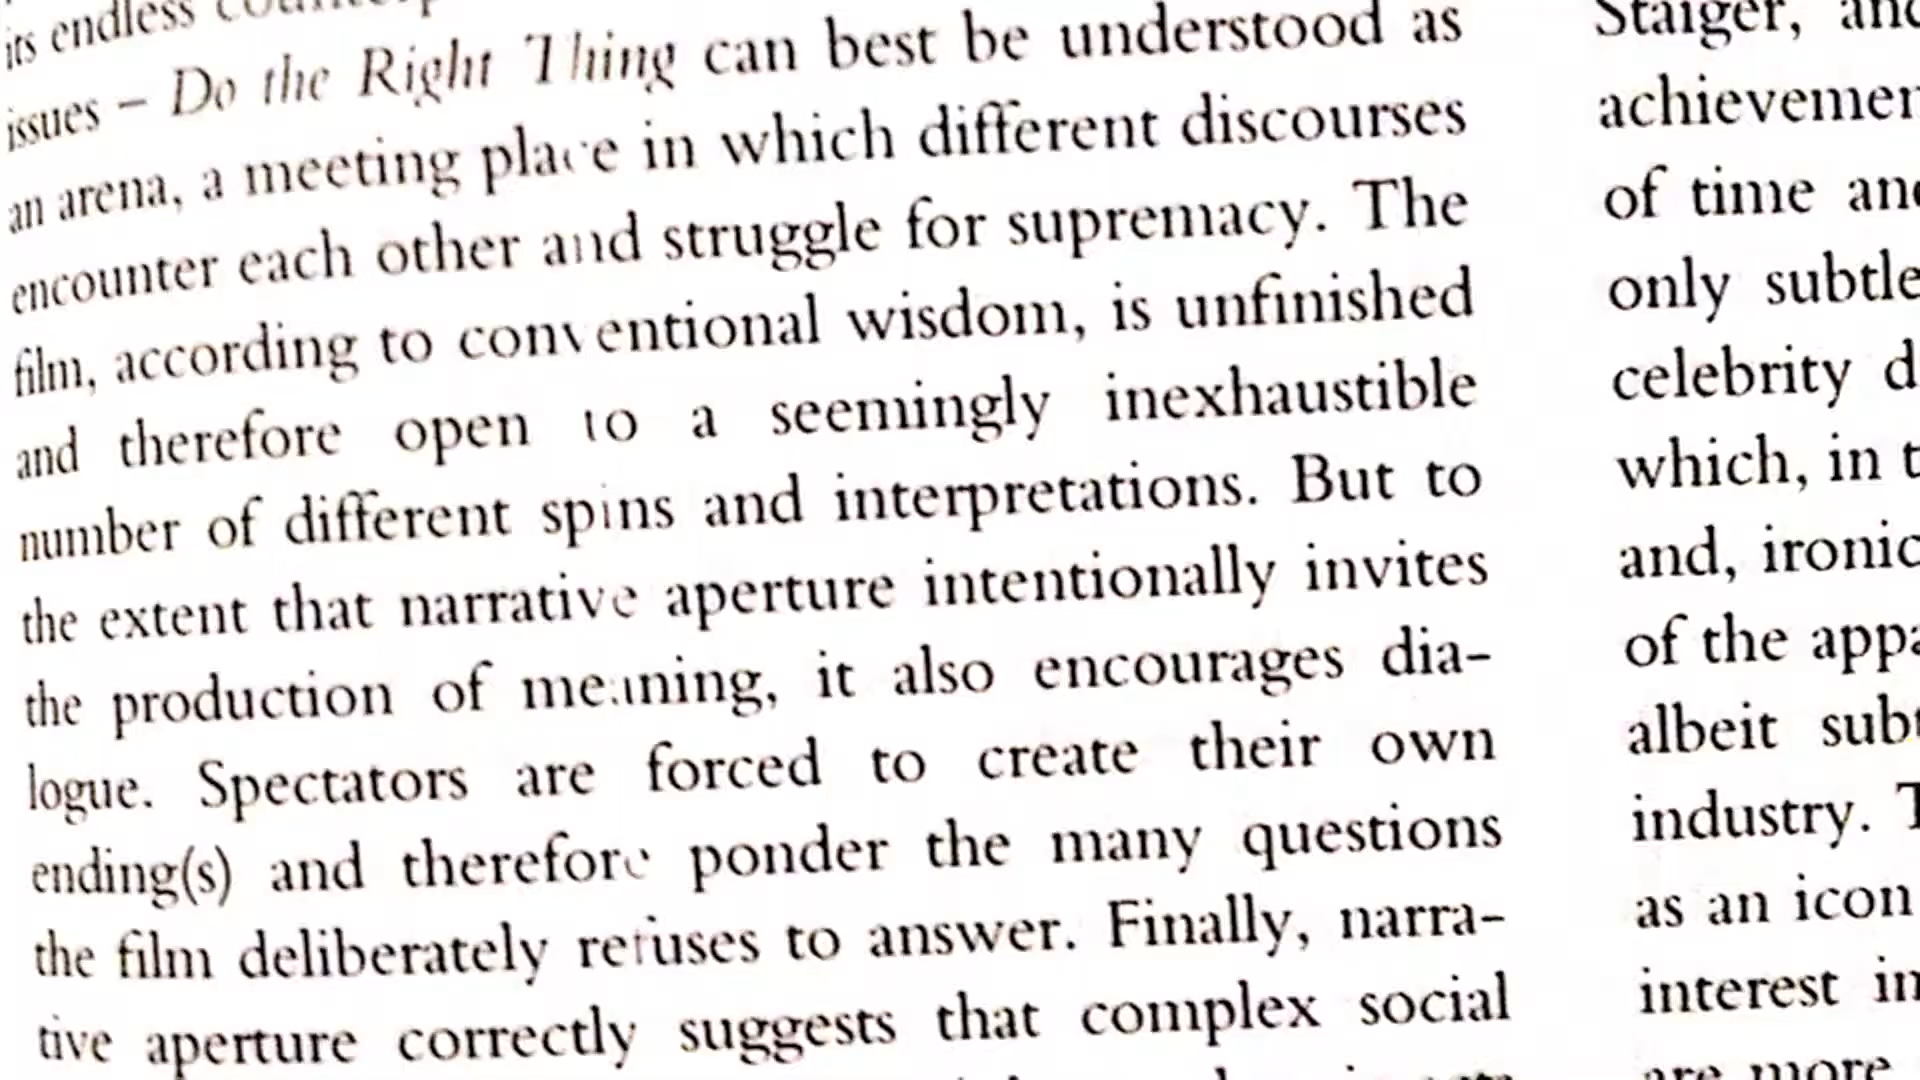 its endless
issues – Do the Right Thing can best be understood as
an arena, a meeting place in which different discourses
encounter each other and struggle for supremacy. The
film, according to conventional wisdom, is unfinished
and therefore open to a seemingly inexhaustible
number of different spins and interpretations. But to
the extent that narrative aperture intentionally invites
the production of meaning, it also encourages dia-
logue. Spectators are forced to create their own
ending(s) and therefore ponder the many questions
the film deliberately refuses to answer. Finally, narra-
tive aperture correctly suggests that complex social
Staiger, and
achievemen
of time and
only subtle
celebrity d
which, in t
and, ironic
of the appa
albeit subt
industry. T
as an icon
interest in
are more